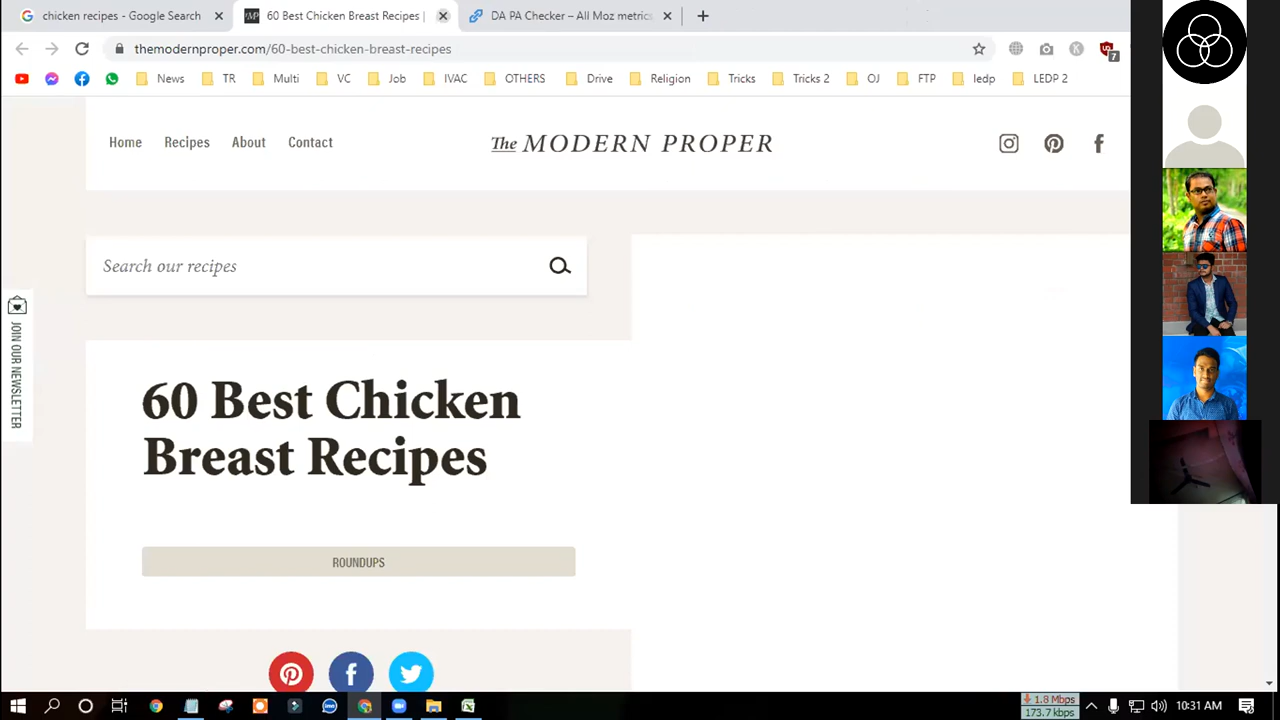 chicken recipes - Google Search
60 Best Chicken Breast Recipes |
DA PA Checker – All Moz metrics
themodernproper.com/60-best-chicken-breast-recipes
7
News
TR
Multi
VC
Job
IVAC
OTHERS
Drive
Religion
Tricks
Tricks 2
OJ
FTP
ledp
LEDP 2
Home
Recipes
About
Contact
The MODERN PROPER
Search our recipes
JOIN OUR NEWSLETTER
60 Best Chicken
Breast Recipes
ROUNDUPS
1.8 Mbps
173.7 kbps
10:31 AM